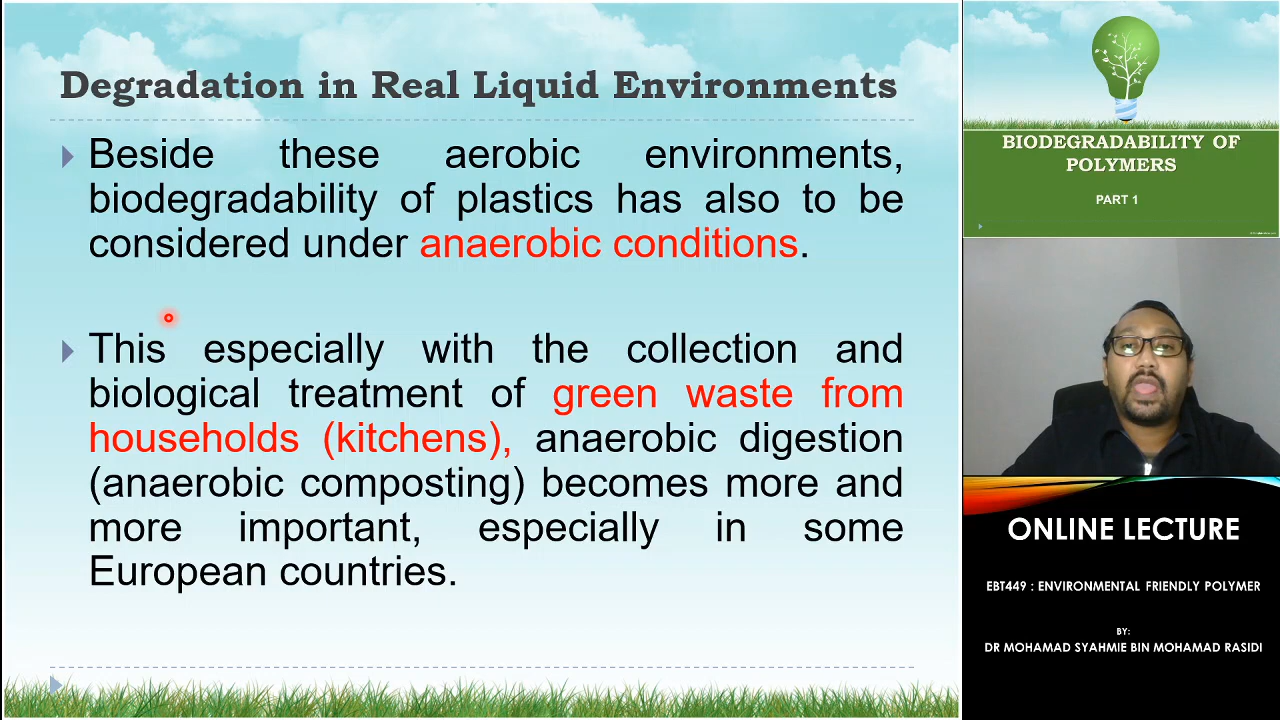 Degradation in Real Liquid Environments
Beside these aerobic environments,
biodegradability of plastics has also to be
considered under anaerobic conditions.
This especially with the collection and
biological treatment of green waste from
households (kitchens), anaerobic digestion
(anaerobic composting) becomes more and
more important, especially in some
European countries.
BIODEGRADABILITY OF
POLYMERS
PART 1
ONLINE LECTURE
EBT449 : ENVIRONMENTAL FRIENDLY POLYMER
BY:
DR MOHAMAD SYAHMIE BIN MOHAMAD RASIDI